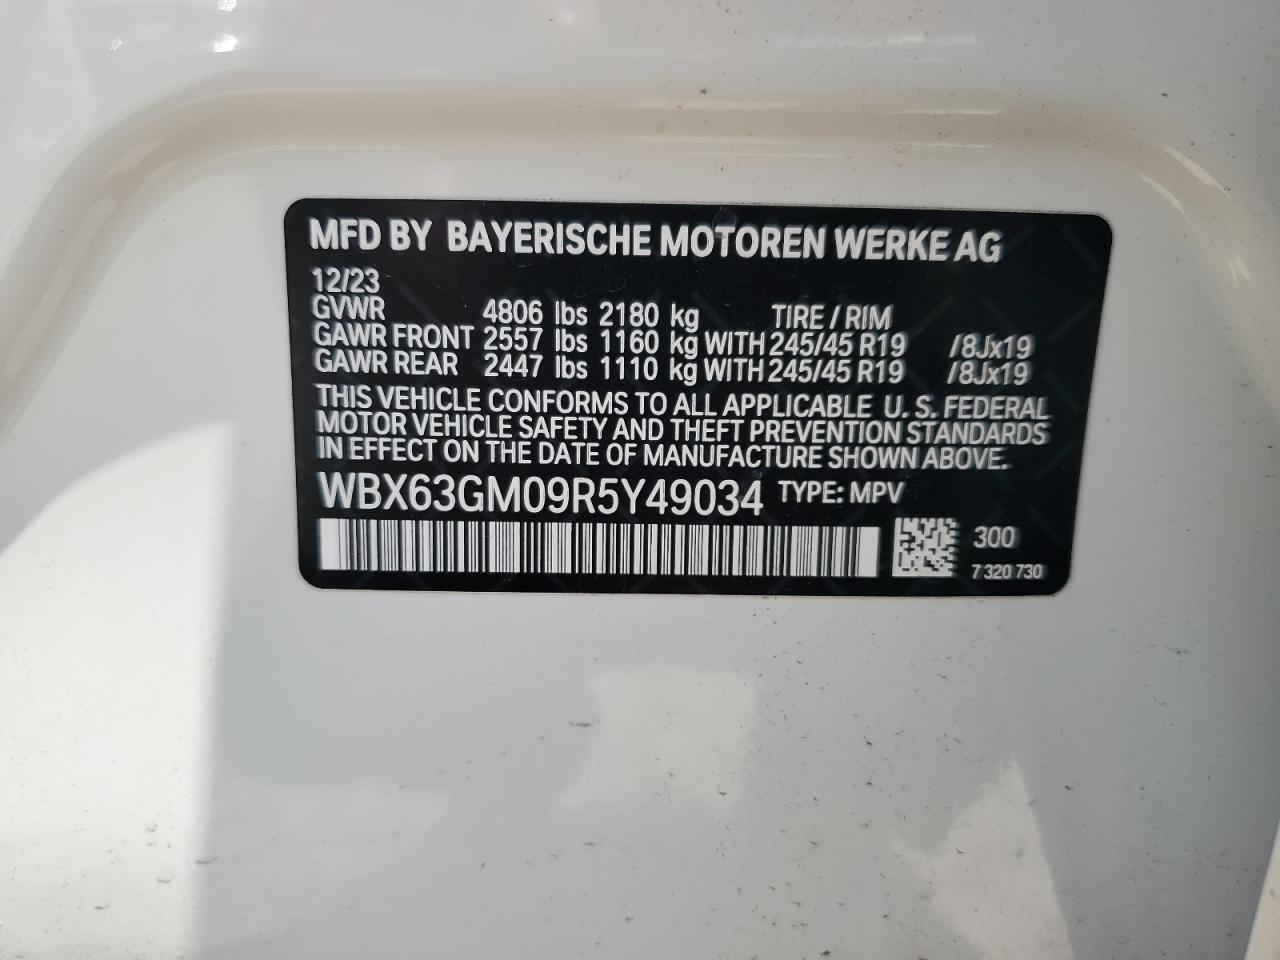 MFD BY BAYERISCHE MOTOREN WERKE AG
12/23
GVWR 4806 lbs 2180 kg TIRE / RIM
GAWR FRONT 2557 lbs 1160 kg WITH 245/45 R19 /8Jx19
GAWR REAR 2447 lbs 1110 kg WITH 245/45 R19 /8Jx19
THIS VEHICLE CONFORMS TO ALL APPLICABLE U. S. FEDERAL
MOTOR VEHICLE SAFETY AND THEFT PREVENTION STANDARDS
IN EFFECT ON THE DATE OF MANUFACTURE SHOWN ABOVE.
WBX63GM09R5Y49034 TYPE: MPV
300
7 320 730